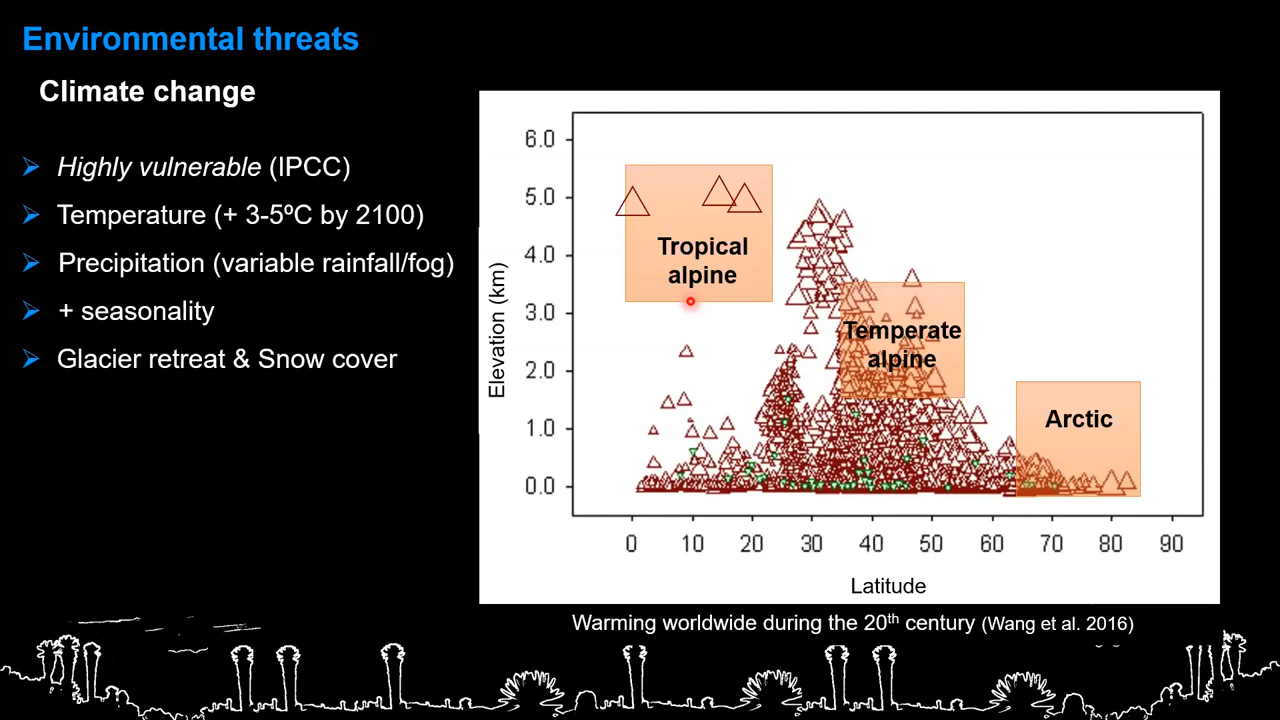 Environmental threats
Climate change
Highly vulnerable (IPCC)
Temperature (+ 3-5ºC by 2100)
Precipitation (variable rainfall/fog)
+ seasonality
Glacier retreat & Snow cover
Elevation (km)
6.0
5.0
4.0
3.0
2.0
1.0
0.0
Tropical
alpine
Temperate
alpine
Arctic
0 10 20 30 40 50 60 70 80 90
Latitude
Warming worldwide during the 20th century (Wang et al. 2016)